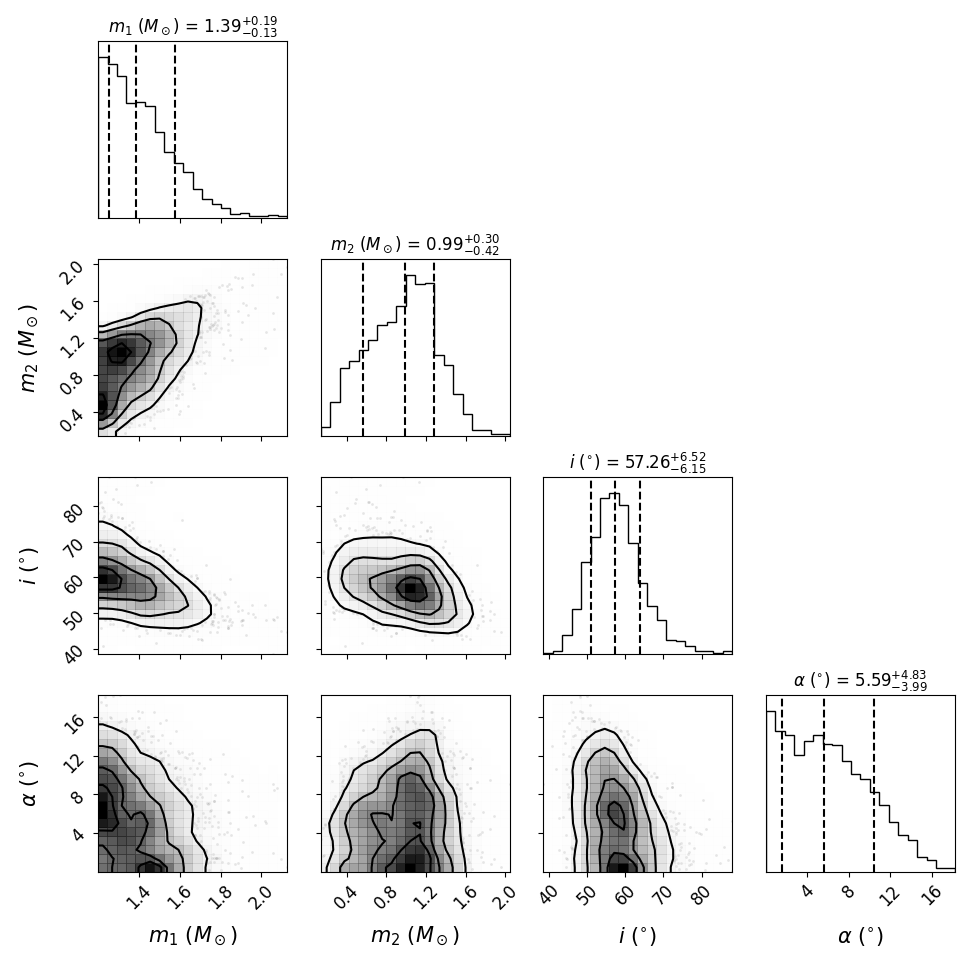 m₁ (M⊙) = 1.39+0.19−0.13
m₂ (M⊙) = 0.99+0.30−0.42
2.0
1.6
1.2
0.8
0.4
m₂ (M⊙)
i (°) = 57.26+6.52−6.15
80
70
60
50
40
i (°)
α (°) = 5.59+4.83−3.99
16
12
8
4
α (°)
1.4 1.6 1.8 2.0 0.4 0.8 1.2 1.6 2.0 40 50 60 70 80 4 8 12 16
m₁ (M⊙) m₂ (M⊙) i (°) α (°)